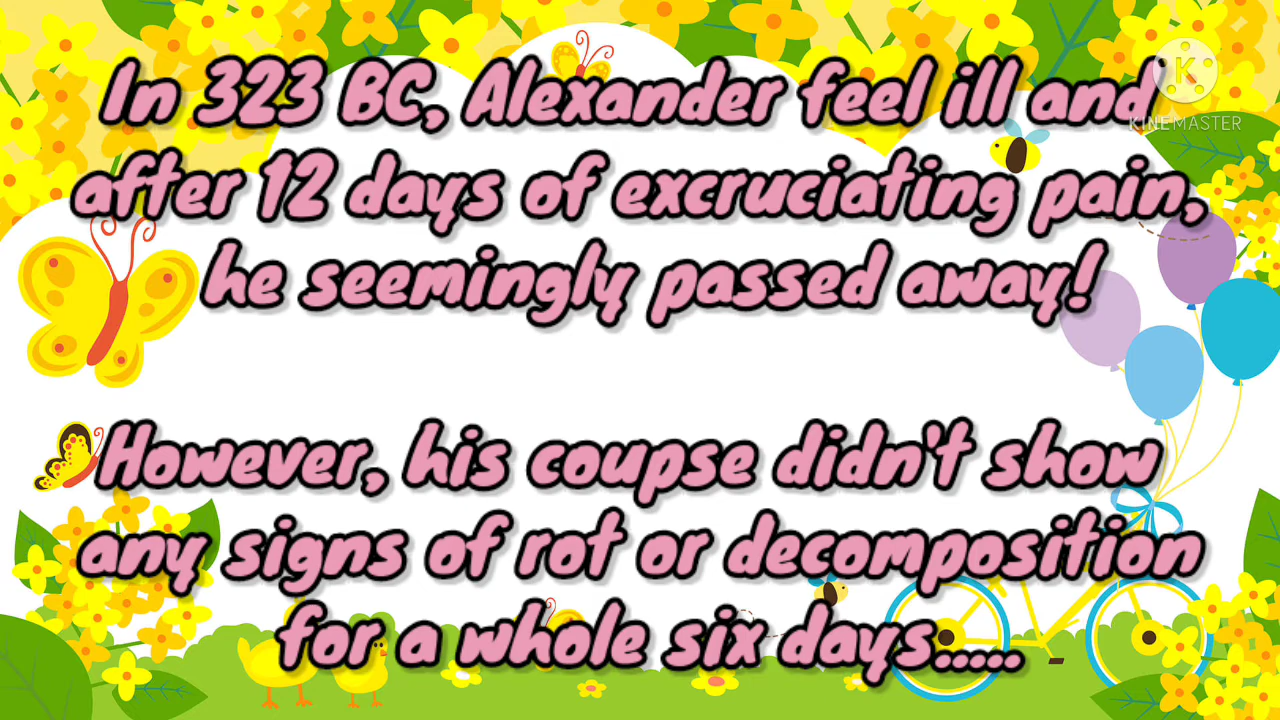 In 323 BC, Alexander feel ill and
after 12 days of excruciating pain,
he seemingly passed away!
However, his coupse didn't show
any signs of rot or decomposition
for a whole six days.....
K
KINEMASTER